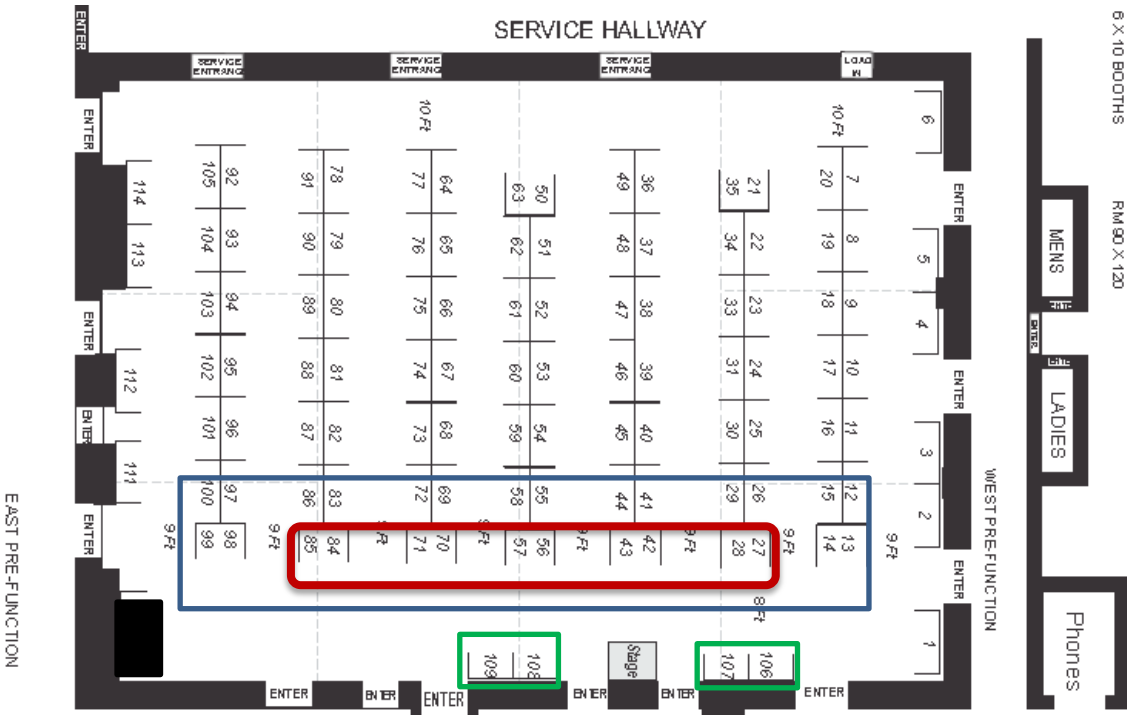 SERVICE HALLWAY
6 X 10 BOOTHS
RM 90 X 120
ENTER
SERVICE
ENTRANC
SERVICE
ENTRANC
SERVICE
ENTRANC
LOAD
IN
ENTER
10 Ft
10 Ft
6
ENTER
114
105 92
91 78
77 64
63 50
49 36
35 21
20 7
MENS
113
104 93
90 79
76 65
62 51
48 37
34 22
19 8
5
ENTER
103 94
89 80
75 66
61 52
47 38
33 23
18 9
4
ENTER
112
102 95
88 81
74 67
60 53
46 39
31 24
17 10
ENTER
LADIES
ENTER
111
101 96
87 82
73 68
59 54
45 40
30 25
16 11
3
100 97
86 83
72 69
58 55
44 41
29 26
15 12
2
WEST PRE-FUNCTION
EAST PRE-FUNCTION
ENTER
9 Ft
99 98
9 Ft
85 84
9 Ft
71 70
9 Ft
57 56
9 Ft
43 42
9 Ft
28 27
9 Ft
14 13
9 Ft
ENTER
8 Ft
109 108
Stage
107 106
1
Phones
ENTER
ENTER
ENTER
ENTER
ENTER
ENTER